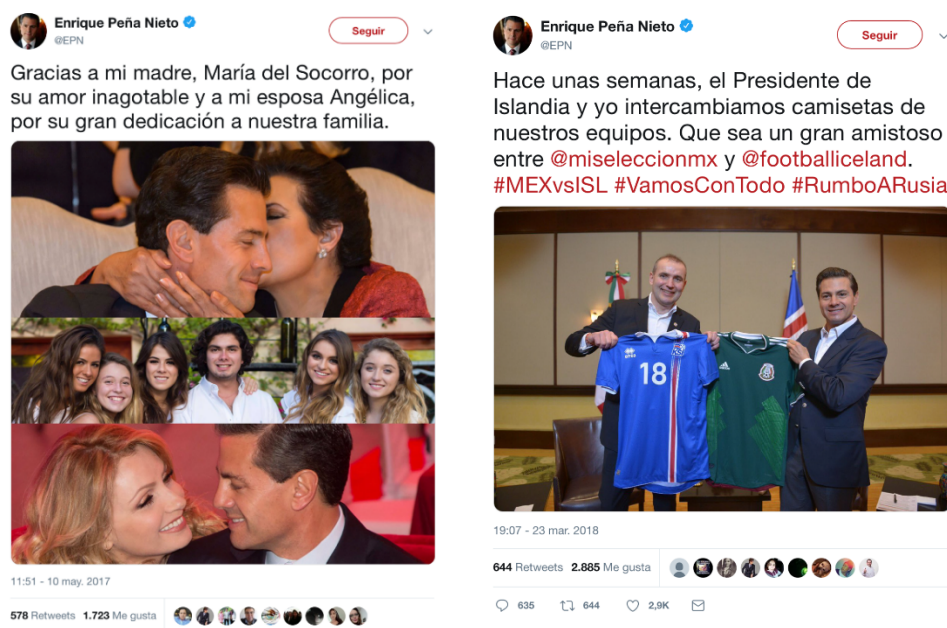 Enrique Peña Nieto
@EPN
Seguir
Gracias a mi madre, María del Socorro, por
su amor inagotable y a mi esposa Angélica,
por su gran dedicación a nuestra familia.
11:51 - 10 may. 2017
578 Retweets 1.723 Me gusta
Enrique Peña Nieto
@EPN
Seguir
Hace unas semanas, el Presidente de
Islandia y yo intercambiamos camisetas de
nuestros equipos. Que sea un gran amistoso
entre @miseleccionmx y @footballiceland.
#MEXvsISL #VamosConTodo #RumboARusia
18
19:07 - 23 mar. 2018
644 Retweets 2.885 Me gusta
635 644 2,9K